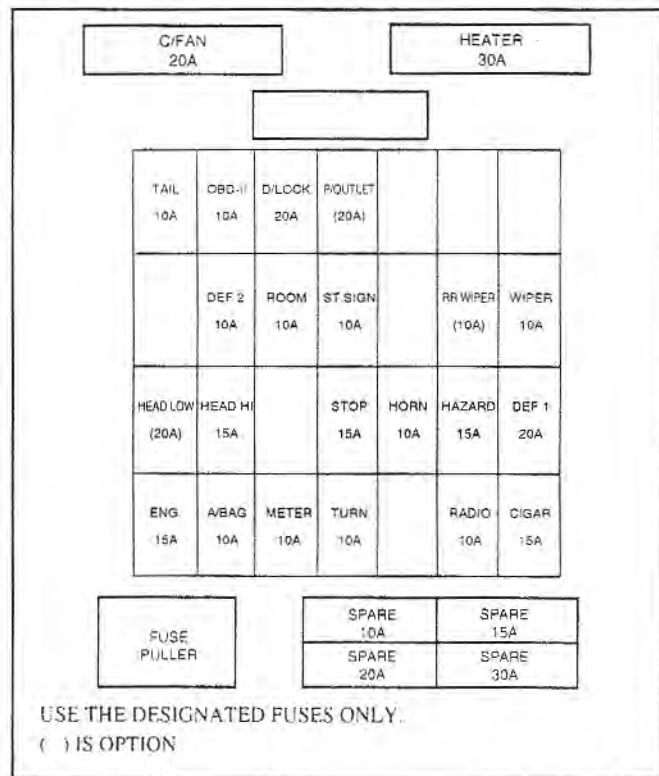 C/FAN
20A
HEATER
30A
TAIL
10A
OBD-II
10A
D/LOCK
20A
P/OUTLET
(20A)
DEF 2
10A
ROOM
10A
ST.SIGN
10A
RR WIPER
(10A)
WIPER
10A
HEAD LOW
(20A)
HEAD HI
15A
STOP
15A
HORN
10A
HAZARD
15A
DEF 1
20A
ENG.
15A
A/BAG
10A
METER
10A
TURN
10A
RADIO
10A
CIGAR
15A
FUSE
PULLER
SPARE
10A
SPARE
15A
SPARE
20A
SPARE
30A
USE THE DESIGNATED FUSES ONLY.
( ) IS OPTION